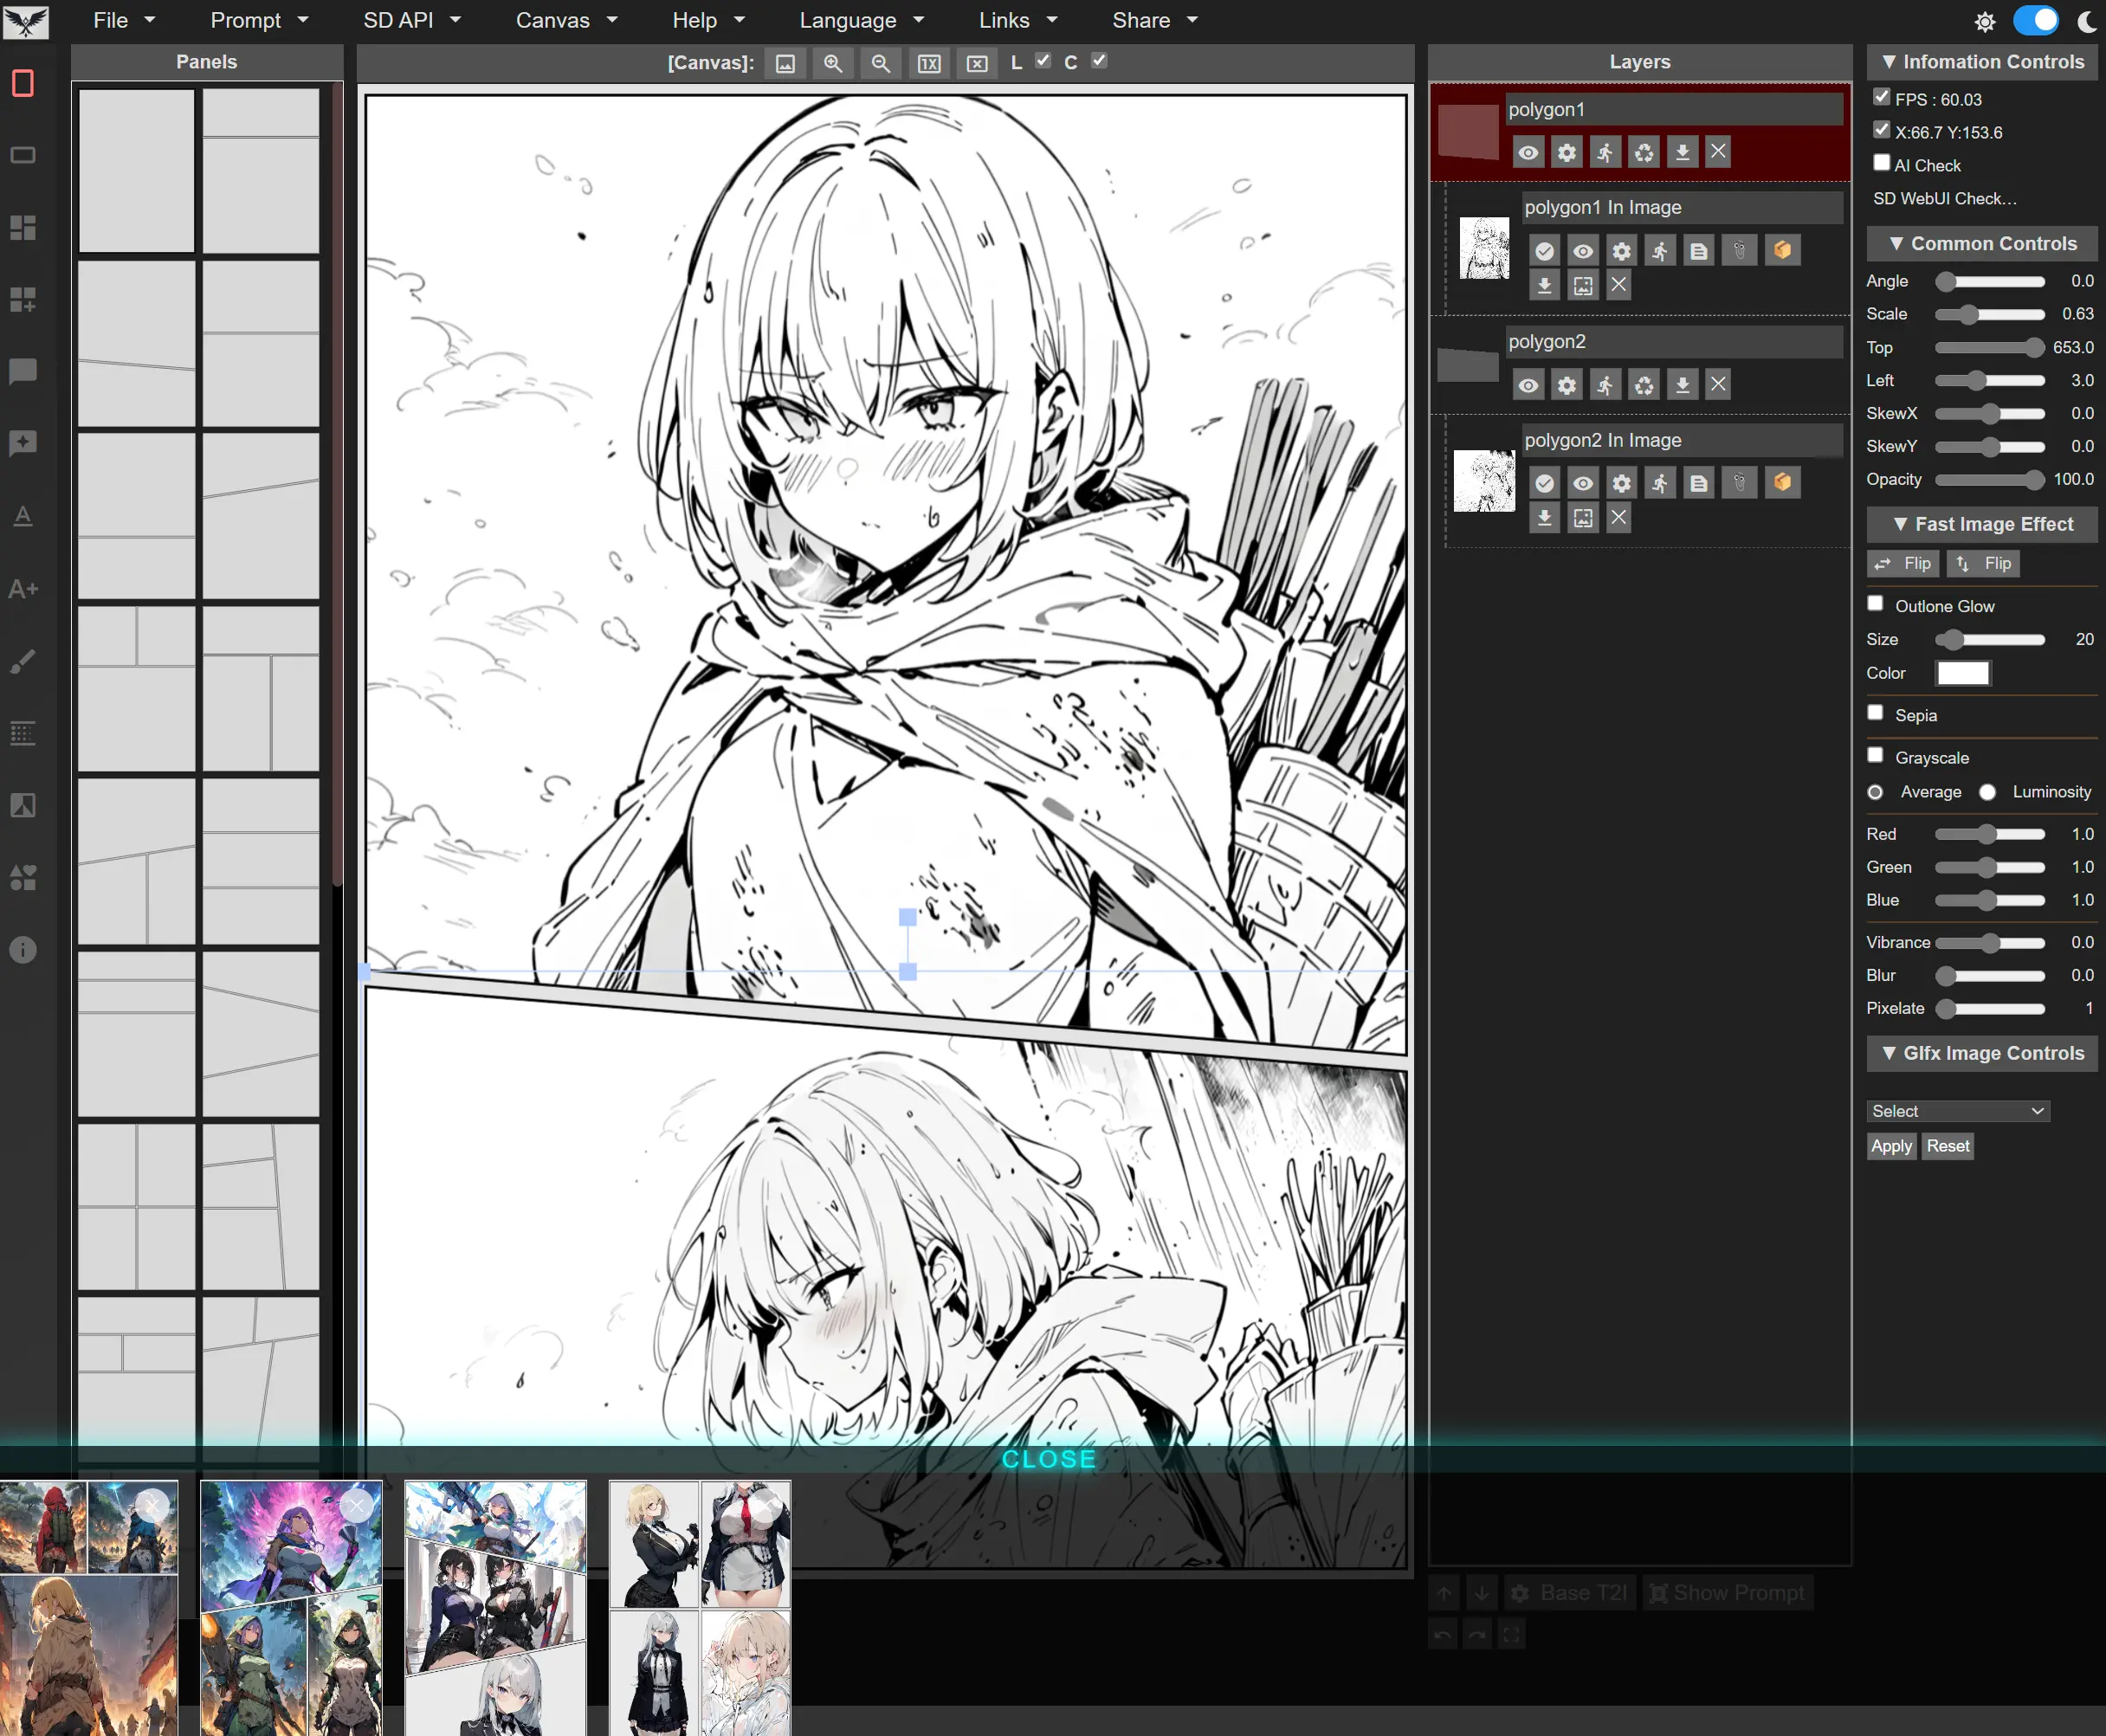 File Prompt SD API Canvas Help Language Links Share
Panels
[Canvas]: 1X L C
Layers
polygon1
polygon1 In Image
polygon2
polygon2 In Image
▼ Infomation Controls
FPS : 60.03
X:66.7 Y:153.6
AI Check
SD WebUI Check...
▼ Common Controls
Angle 0.0
Scale 0.63
Top 653.0
Left 3.0
SkewX 0.0
SkewY 0.0
Opacity 100.0
▼ Fast Image Effect
Flip Flip
Outlone Glow
Size 20
Color
Sepia
Grayscale
Average Luminosity
Red 1.0
Green 1.0
Blue 1.0
Vibrance 0.0
Blur 0.0
Pixelate 1
▼ Glfx Image Controls
Select
Apply Reset
A
A+
CLOSE
Base T2I Show Prompt